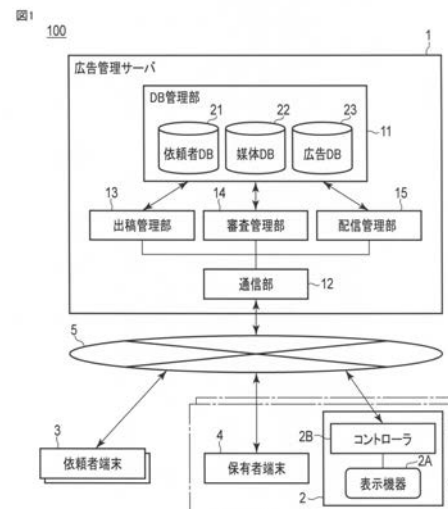 図1
100
1
広告管理サーバ
DB管理部
21 22 23
依頼者DB 媒体DB 広告DB
11
13 14 15
出稿管理部 審査管理部 配信管理部
通信部
12
5
3 4
依頼者端末 保有者端末
2B コントローラ
2A
表示機器
2